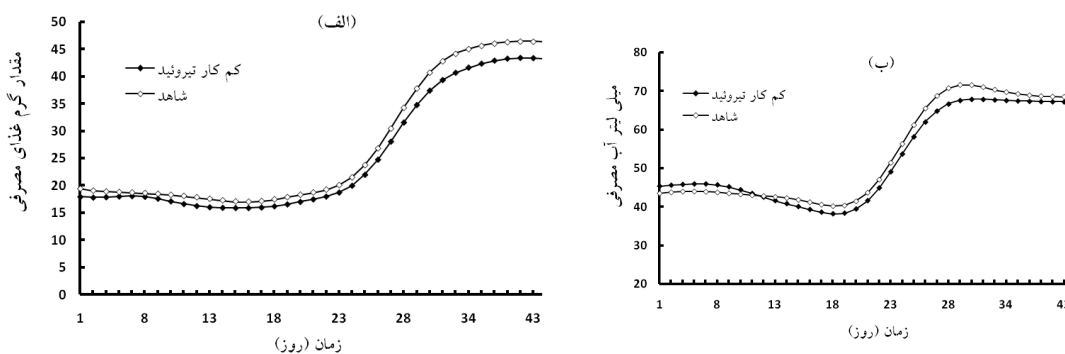 (الف)
مقدار گرم غذای مصرفی
50
45
40
35
30
25
20
15
10
5
0
کم کار تیروئید
شاهد
1 8 13 18 23 28 34 43
زمان (روز)
(ب)
میلی لیتر آب مصرفی
80
70
60
50
40
30
20
کم کار تیروئید
شاهد
1 8 13 18 23 28 34 43
زمان (روز)